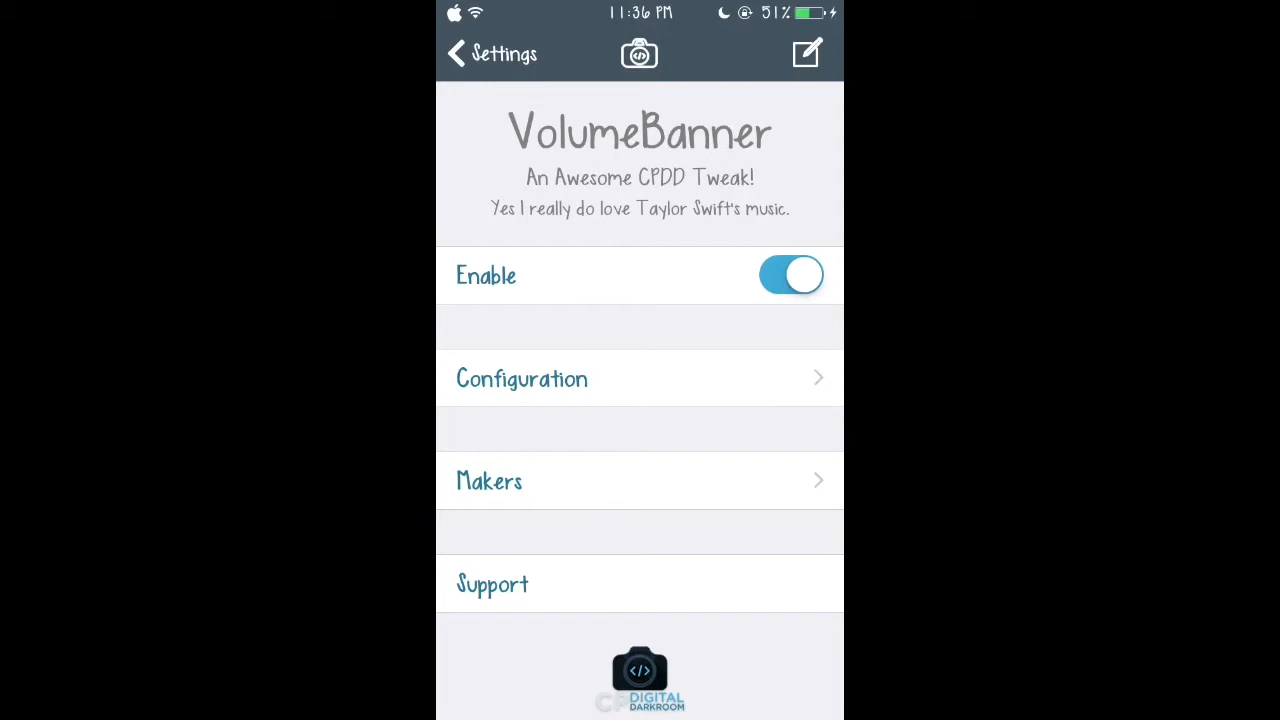 11:36 PM
51%
Settings
</>
VolumeBanner
An Awesome CPDD Tweak!
Yes I really do love Taylor Swift's music.
Enable
Configuration
Makers
Support
</>
CP DIGITAL
DARKROOM